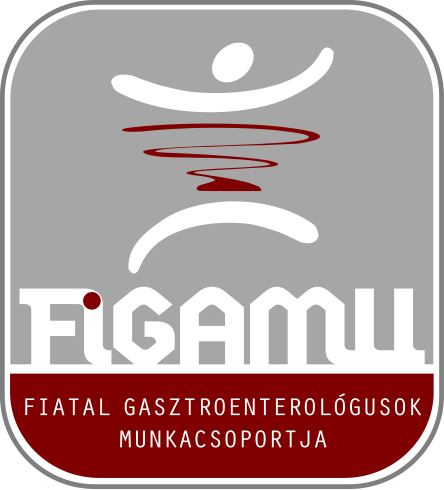 FiGAMU
FIATAL GASZTROENTEROLÓGUSOK
MUNKACSOPORTJA